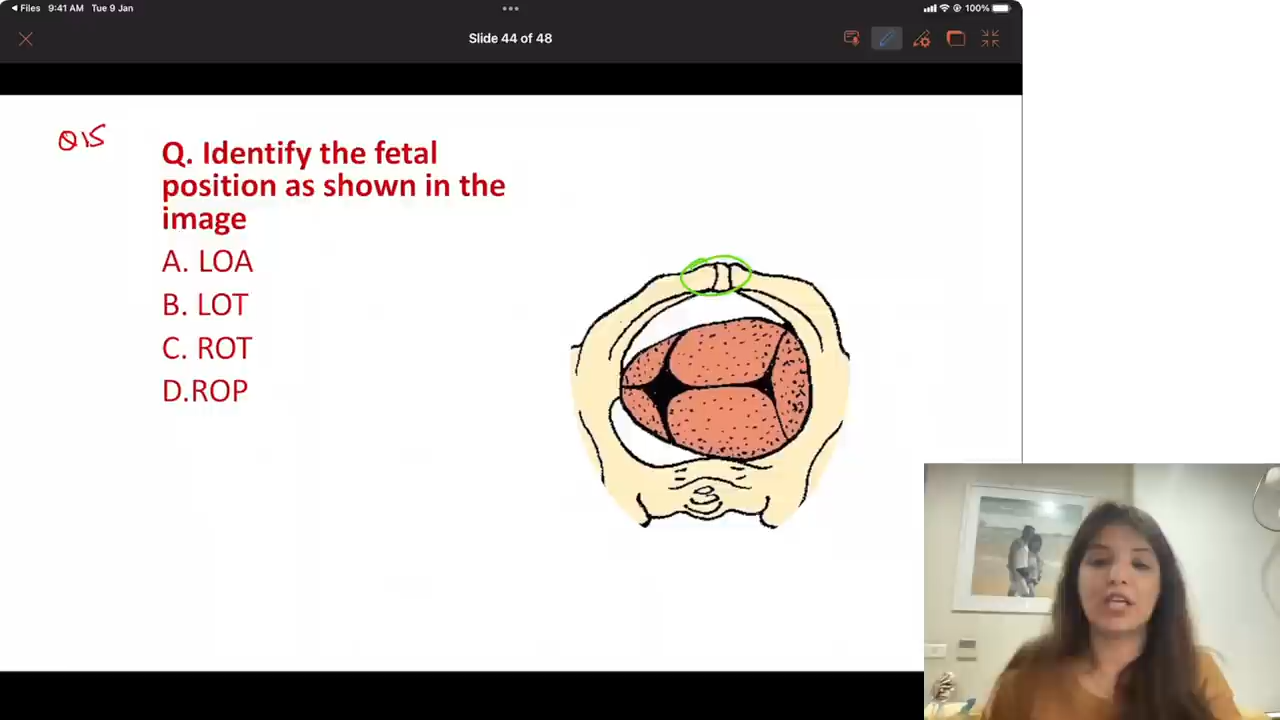 Files 9:41 AM Tue 9 Jan
100%
Slide 44 of 48
Q15
Q. Identify the fetal
position as shown in the
image
A. LOA
B. LOT
C. ROT
D.ROP